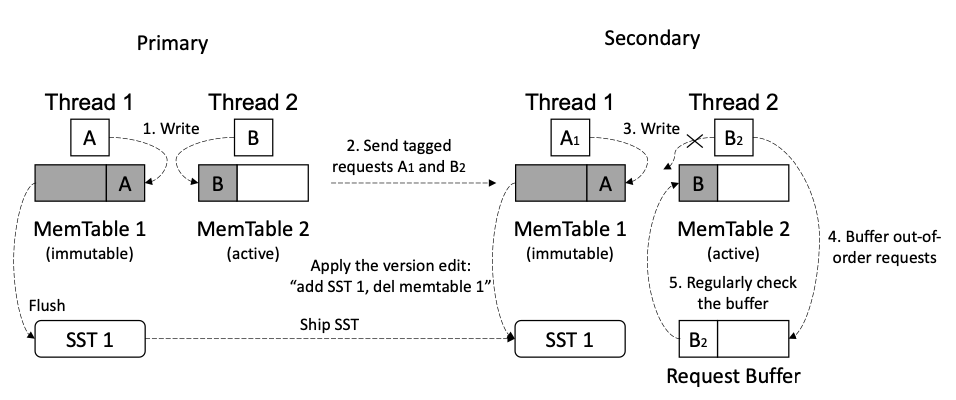 Primary
Secondary
Thread 1
Thread 2
Thread 1
Thread 2
A
1. Write
B
A1
3. Write
B2
2. Send tagged
requests A1 and B2
A
B
A
B
MemTable 1
(immutable)
MemTable 2
(active)
MemTable 1
(immutable)
MemTable 2
(active)
4. Buffer out-of-
order requests
Apply the version edit:
“add SST 1, del memtable 1”
5. Regularly check
the buffer
Flush
Ship SST
SST 1
SST 1
B2
Request Buffer